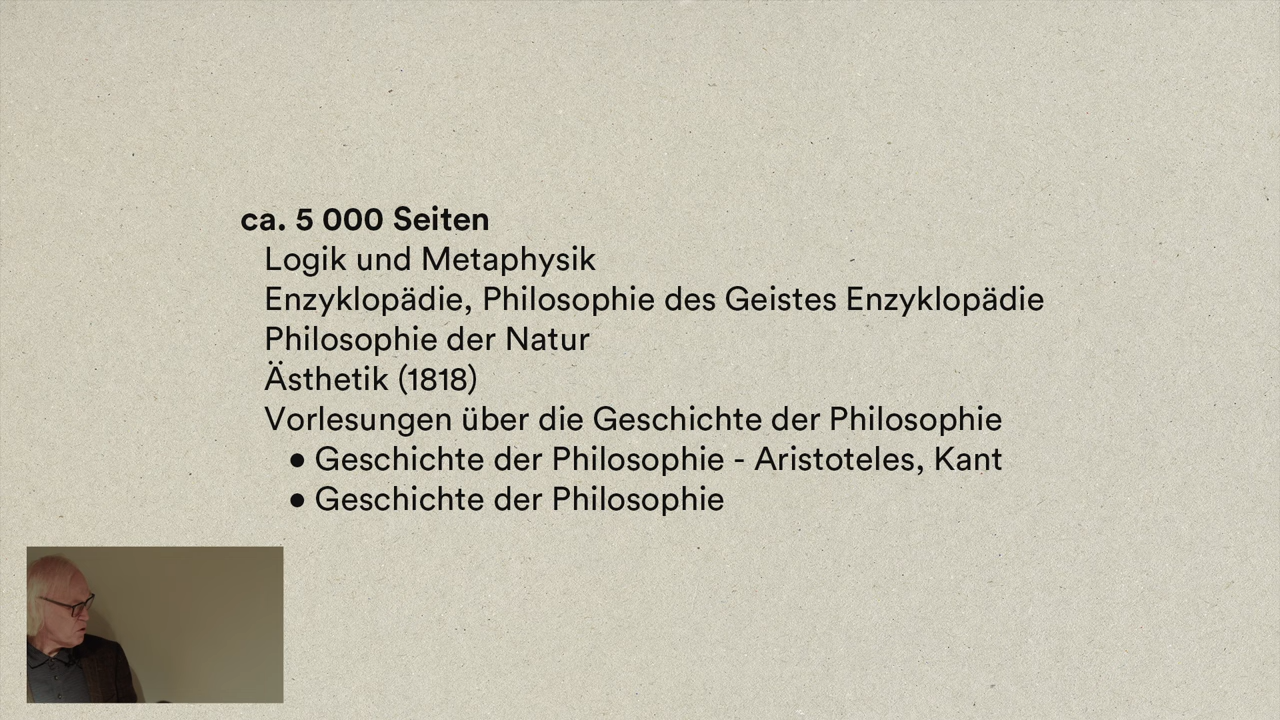 ca. 5 000 Seiten
Logik und Metaphysik
Enzyklopädie, Philosophie des Geistes Enzyklopädie
Philosophie der Natur
Ästhetik (1818)
Vorlesungen über die Geschichte der Philosophie
● Geschichte der Philosophie - Aristoteles, Kant
● Geschichte der Philosophie